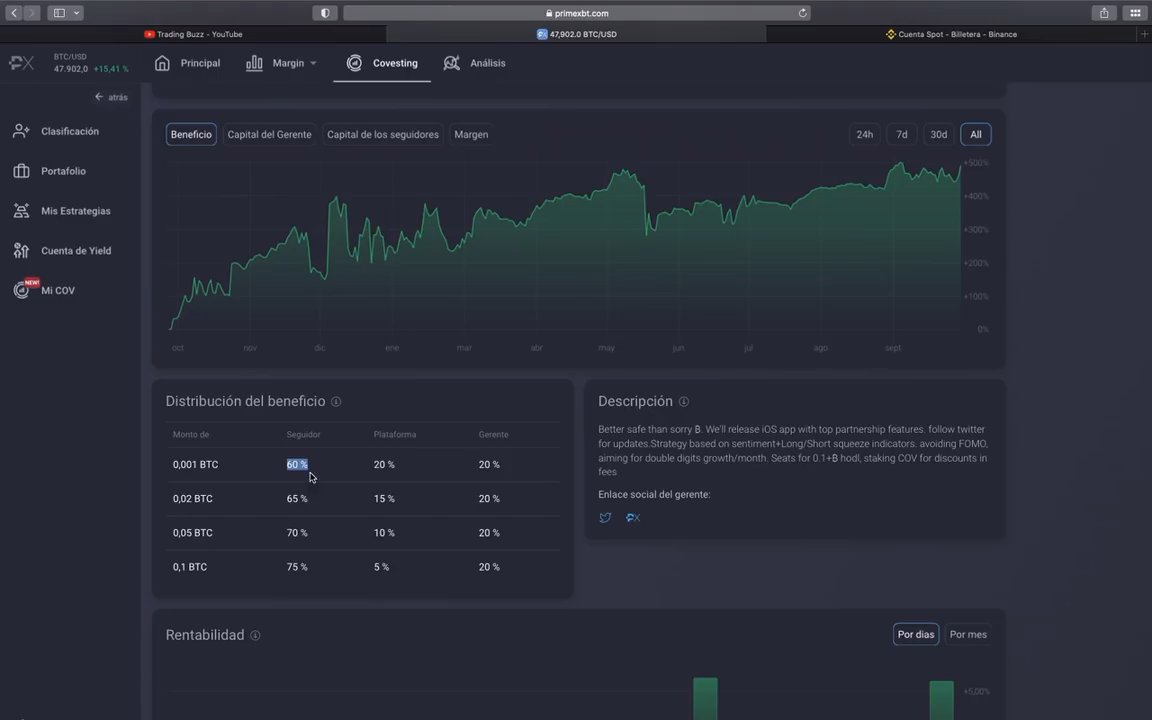 primexbt.com
Trading Buzz - YouTube
47,902.0 BTC/USD
Cuenta Spot - Billetera - Binance
BTC/USD
47.902,0 +15,41 %
Principal
Margin
Covesting
Análisis
atrás
Clasificación
Portafolio
Mis Estrategias
Cuenta de Yield
NEW!
Mi COV
Beneficio
Capital del Gerente
Capital de los seguidores
Margen
24h
7d
30d
All
+500%
+400%
+300%
+200%
+100%
0%
oct nov dic ene mar abr may jun jul ago sept
Distribución del beneficio
Monto de Seguidor Plataforma Gerente
0,001 BTC 60 % 20 % 20 %
0,02 BTC 65 % 15 % 20 %
0,05 BTC 70 % 10 % 20 %
0,1 BTC 75 % 5 % 20 %
Descripción
Better safe than sorry B. We'll release iOS app with top partnership features. follow twitter
for updates.Strategy based on sentiment+Long/Short squeeze indicators. avoiding FOMO,
aiming for double digits growth/month. Seats for 0.1+₿ hodl, staking COV for discounts in
fees
Enlace social del gerente:
Rentabilidad
Por dias
Por mes
+5,00%